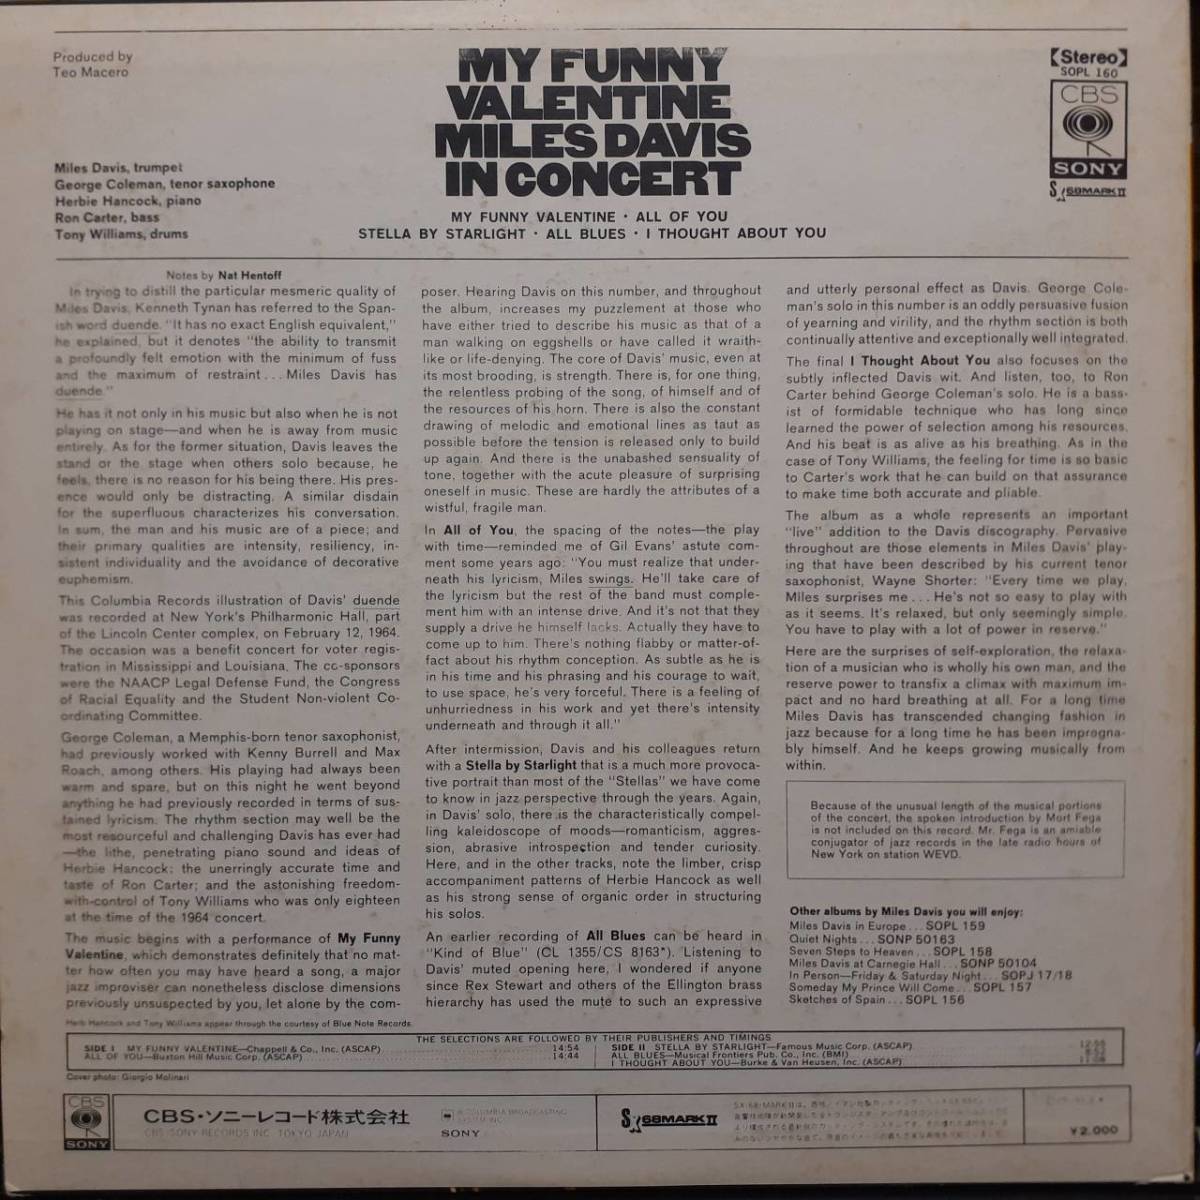 Produced by
Teo Macero
MY FUNNY
VALENTINE
MILES DAVIS
IN CONCERT
MY FUNNY VALENTINE · ALL OF YOU
STELLA BY STARLIGHT · ALL BLUES · I THOUGHT ABOUT YOU
【Stereo】
SOPL 160
CBS
SONY
SX 68MARK II
Miles Davis, trumpet
George Coleman, tenor saxophone
Herbie Hancock, piano
Ron Carter, bass
Tony Williams, drums
Notes by Nat Hentoff
In trying to distill the particular mesmeric quality of
Miles Davis, Kenneth Tynan has referred to the Span-
ish word duende. "It has no exact English equivalent,"
he explained, but it denotes "the ability to transmit
a profoundly felt emotion with the minimum of fuss
and the maximum of restraint... Miles Davis has
duende."
He has it not only in his music but also when he is not
playing on stage—and when he is away from music
entirely. As for the former situation, Davis leaves the
stand or the stage when others solo because, he
feels, there is no reason for his being there. His pres-
ence would only be distracting. A similar disdain
for the superfluous characterizes his conversation.
In sum, the man and his music are of a piece; and
their primary qualities are intensity, resiliency, in-
sistent individuality and the avoidance of decorative
euphemism.
This Columbia Records illustration of Davis' duende
was recorded at New York's Philharmonic Hall, part
of the Lincoln Center complex, on February 12, 1964.
The occasion was a benefit concert for voter regis-
tration in Mississippi and Louisiana. The co-sponsors
were the NAACP Legal Defense Fund, the Congress
of Racial Equality and the Student Non-violent Co-
ordinating Committee.
George Coleman, a Memphis-born tenor saxophonist,
had previously worked with Kenny Burrell and Max
Roach, among others. His playing had always been
warm and spare, but on this night he went beyond
anything he had previously recorded in terms of sus-
tained lyricism. The rhythm section may well be the
most resourceful and challenging Davis has ever had
—the lithe, penetrating piano sound and ideas of
Herbie Hancock; the unerringly accurate time and
taste of Ron Carter; and the astonishing freedom-
with-control of Tony Williams who was only eighteen
at the time of the 1964 concert.
The music begins with a performance of My Funny
Valentine, which demonstrates definitely that no mat-
ter how often you may have heard a song, a major
jazz improviser can nonetheless disclose dimensions
previously unsuspected by you, let alone by the com-
poser. Hearing Davis on this number, and throughout
the album, increases my puzzlement at those who
have either tried to describe his music as that of a
man walking on eggshells or have called it wraith-
like or life-denying. The core of Davis' music, even at
its most brooding, is strength. There is, for one thing,
the relentless probing of the song, of himself and of
the resources of his horn. There is also the constant
drawing of melodic and emotional lines as taut as
possible before the tension is released only to build
up again. And there is the unabashed sensuality of
tone, together with the acute pleasure of surprising
oneself in music. These are hardly the attributes of a
wistful, fragile man.
In All of You, the spacing of the notes—the play
with time—reminded me of Gil Evans' astute com-
ment some years ago: "You must realize that under-
neath his lyricism, Miles swings. He'll take care of
the lyricism but the rest of the band must comple-
ment him with an intense drive. And it's not that they
supply a drive he himself lacks. Actually they have to
come up to him. There's nothing flabby or matter-of-
fact about his rhythm conception. As subtle as he is
in his time and his phrasing and his courage to wait,
to use space, he's very forceful. There is a feeling of
unhurriedness in his work and yet there's intensity
underneath and through it all."
After intermission, Davis and his colleagues return
with a Stella by Starlight that is a much more provoca-
tive portrait than most of the "Stellas" we have come
to know in jazz perspective through the years. Again,
in Davis' solo, there is the characteristically compel-
ling kaleidoscope of moods—romanticism, aggres-
sion, abrasive introspection and tender curiosity.
Here, and in the other tracks, note the limber, crisp
accompaniment patterns of Herbie Hancock as well
as his strong sense of organic order in structuring
his solos.
An earlier recording of All Blues can be heard in
"Kind of Blue" (CL 1355/CS 8163*). Listening to
Davis' muted opening here, I wondered if anyone
since Rex Stewart and others of the Ellington brass
hierarchy has used the mute to such an expressive
and utterly personal effect as Davis. George Cole-
man's solo in this number is an oddly persuasive fusion
of yearning and virility, and the rhythm section is both
continually attentive and exceptionally well integrated.
The final I Thought About You also focuses on the
subtly inflected Davis wit. And listen, too, to Ron
Carter behind George Coleman's solo. He is a bass-
ist of formidable technique who has long since
learned the power of selection among his resources.
And his beat is as alive as his breathing. As in the
case of Tony Williams, the feeling for time is so basic
to Carter's work that he can build on that assurance
to make time both accurate and pliable.
The album as a whole represents an important
"live" addition to the Davis discography. Pervasive
throughout are those elements in Miles Davis' play-
ing that have been described by his current tenor
saxophonist, Wayne Shorter: "Every time we play,
Miles surprises me... He's not so easy to play with
as it seems. It's relaxed, but only seemingly simple.
You have to play with a lot of power in reserve."
Here are the surprises of self-exploration, the relaxa-
tion of a musician who is wholly his own man, and the
reserve power to transfix a climax with maximum im-
pact and no hard breathing at all. For a long time
Miles Davis has transcended changing fashion in
jazz because for a long time he has been impregna-
bly himself. And he keeps growing musically from
within.
Because of the unusual length of the musical portions
of the concert, the spoken introduction by Mort Fega
is not included on this record. Mr. Fega is an amiable
conjugator of jazz records in the late radio hours of
New York on station WEVD.
Other albums by Miles Davis you will enjoy:
Miles Davis in Europe... SOPL 159
Quiet Nights... SONP 50163
Seven Steps to Heaven... SOPL 158
Miles Davis at Carnegie Hall... SONP 50104
In Person—Friday & Saturday Night... SOPJ 17/18
Someday My Prince Will Come... SOPL 157
Sketches of Spain... SOPL 156
Herb Hancock and Tony Williams appear through the courtesy of Blue Note Records.
THE SELECTIONS ARE FOLLOWED BY THEIR PUBLISHERS AND TIMINGS
SIDE I MY FUNNY VALENTINE—Chappell & Co., Inc. (ASCAP) 14:54
ALL OF YOU—Buxton Hill Music Corp. (ASCAP) 14:44
SIDE II STELLA BY STARLIGHT—Famous Music Corp. (ASCAP)
ALL BLUES—Musical Frontiers Pub. Co., Inc. (BMI)
I THOUGHT ABOUT YOU—Burke & Van Heusen, Inc. (ASCAP)
Cover photo: Giorgio Molinari
CBS
SONY
CBS・ソニーレコード株式会社
CBS/SONY RECORDS INC. TOKYO JAPAN
COLUMBIA BROADCASTING
SYSTEM INC.
SONY
SX 68MARK II
¥2,000